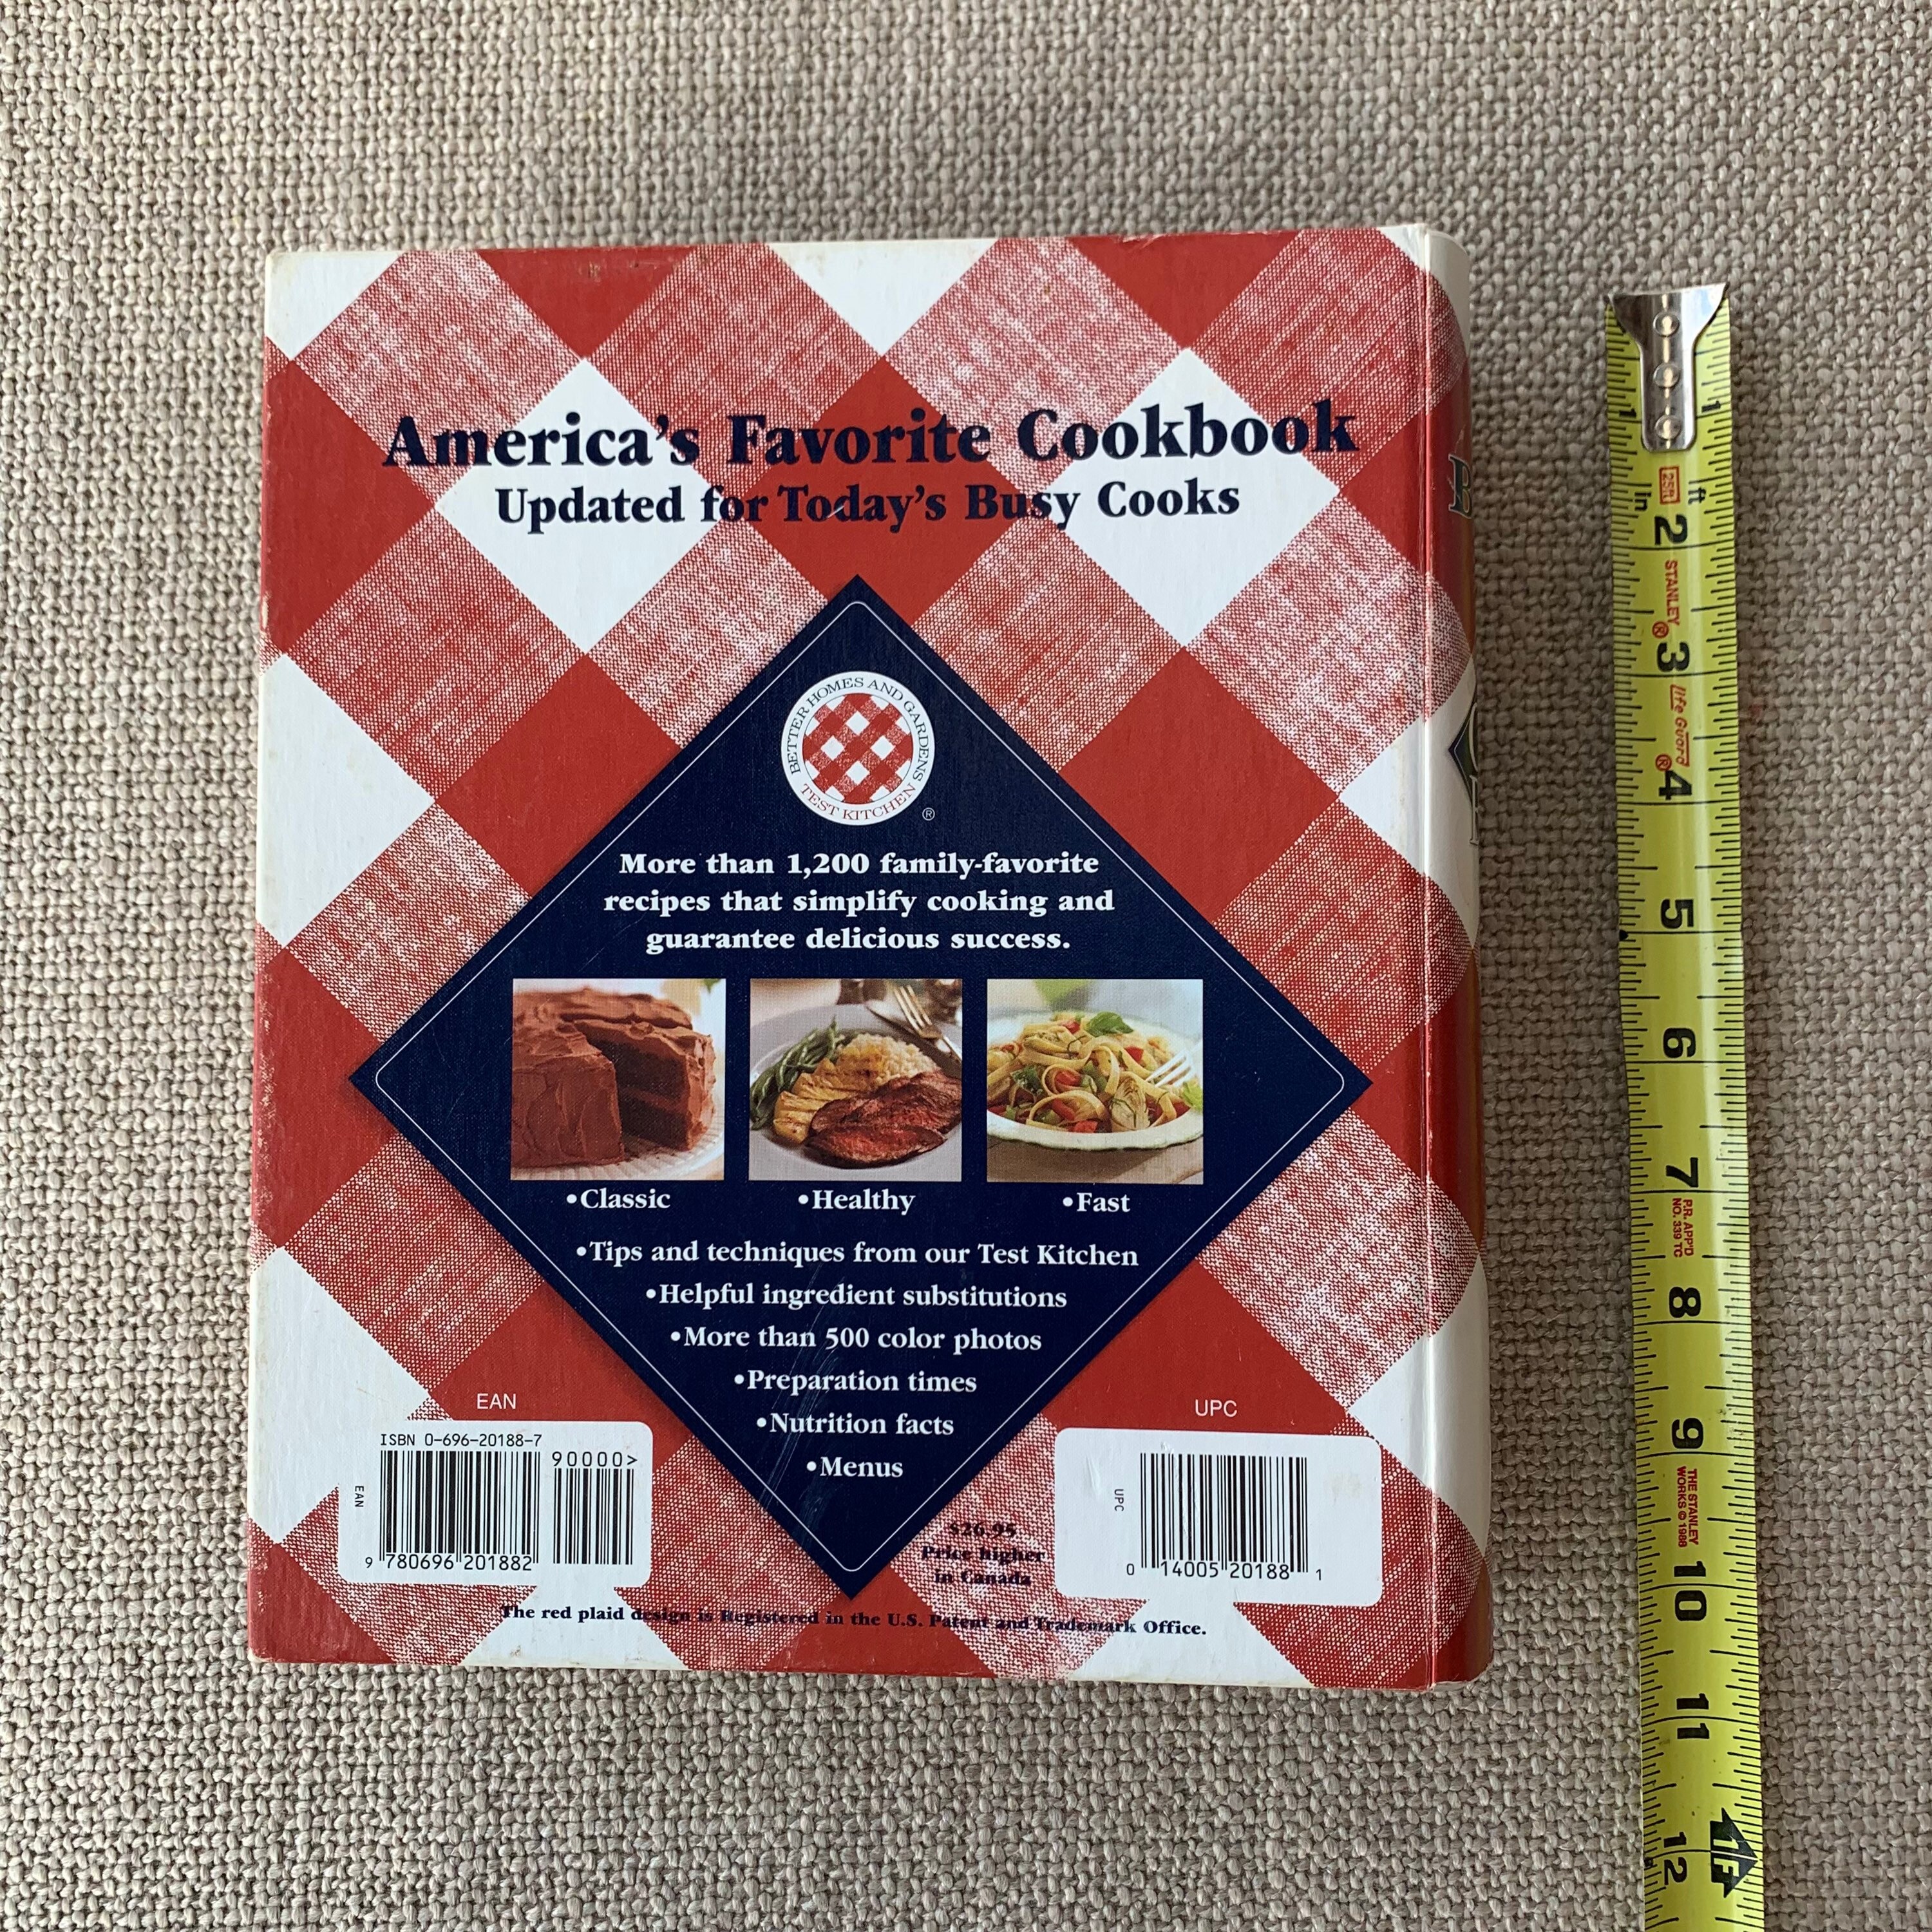 America's Favorite Cookbook
Updated for Today's Busy Cooks
BETTER HOMES AND GARDENS
TEST KITCHEN
®
More than 1,200 family-favorite
recipes that simplify cooking and
guarantee delicious success.
•Classic
•Healthy
•Fast
•Tips and techniques from our Test Kitchen
•Helpful ingredient substitutions
•More than 500 color photos
•Preparation times
•Nutrition facts
•Menus
EAN
ISBN 0-696-20188-7
90000>
EAN
9 780696 201882
$26.95
Price higher
in Canada
UPC
UPC
0 14005 20188 1
The red plaid design is Registered in the U.S. Patent and Trademark Office.
B
1 1
25ft
in ft
2
STANLEY®
3
life Guard®
4
5
6
7
P.R. APP'D
NO. 339 TC
8
9
THE STANLEY
WORKS © 1988
10
11
12
1F